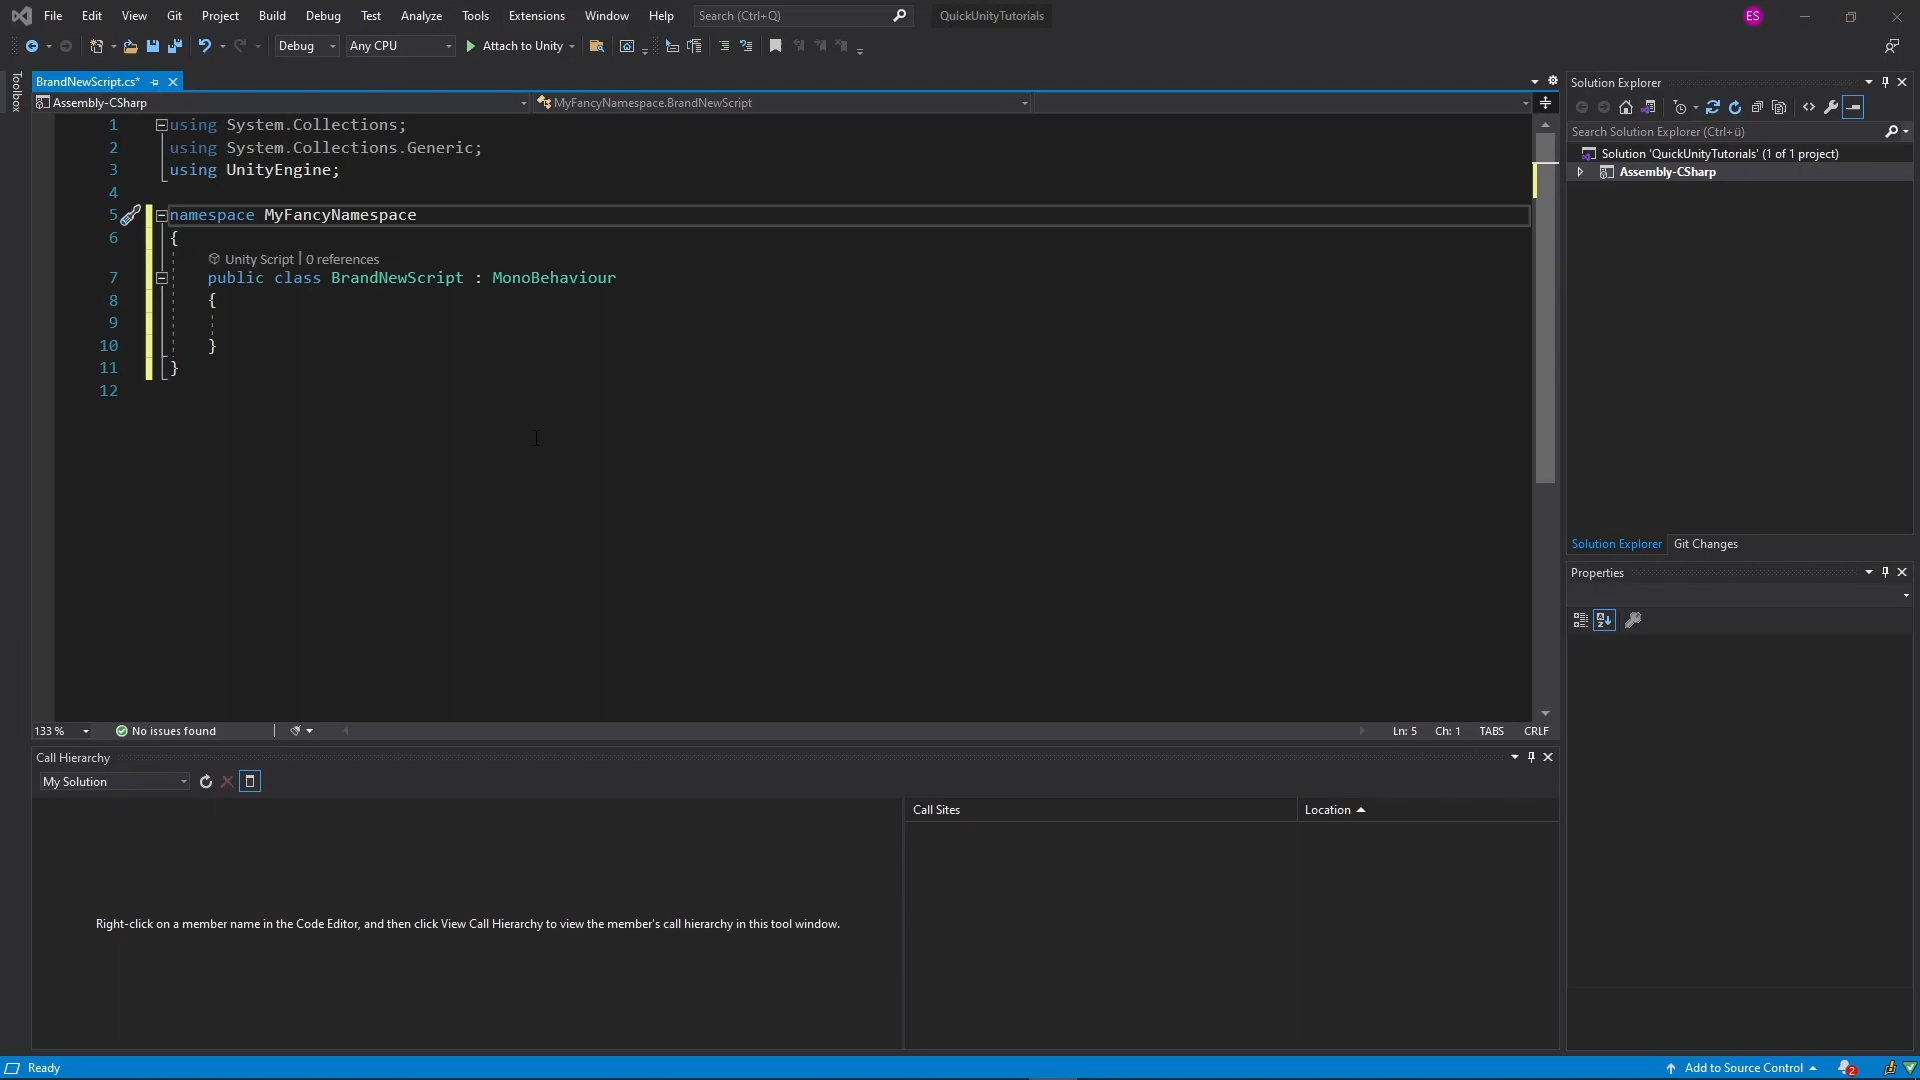 File Edit View Git Project Build Debug Test Analyze Tools Extensions Window Help Search (Ctrl+Q) QuickUnityTutorials ES
Debug Any CPU Attach to Unity
Toolbox
BrandNewScript.cs*
Assembly-CSharp MyFancyNamespace.BrandNewScript
1 using System.Collections;
2 using System.Collections.Generic;
3 using UnityEngine;
4
5 namespace MyFancyNamespace
6 {
Unity Script | 0 references
7 public class BrandNewScript : MonoBehaviour
8 {
9
10 }
11 }
12
133 % No issues found Ln: 5 Ch: 1 TABS CRLF
Call Hierarchy
My Solution
Call Sites Location
Right-click on a member name in the Code Editor, and then click View Call Hierarchy to view the member's call hierarchy in this tool window.
Solution Explorer
Search Solution Explorer (Ctrl+ü)
Solution 'QuickUnityTutorials' (1 of 1 project)
Assembly-CSharp
Solution Explorer Git Changes
Properties
Ready Add to Source Control 2